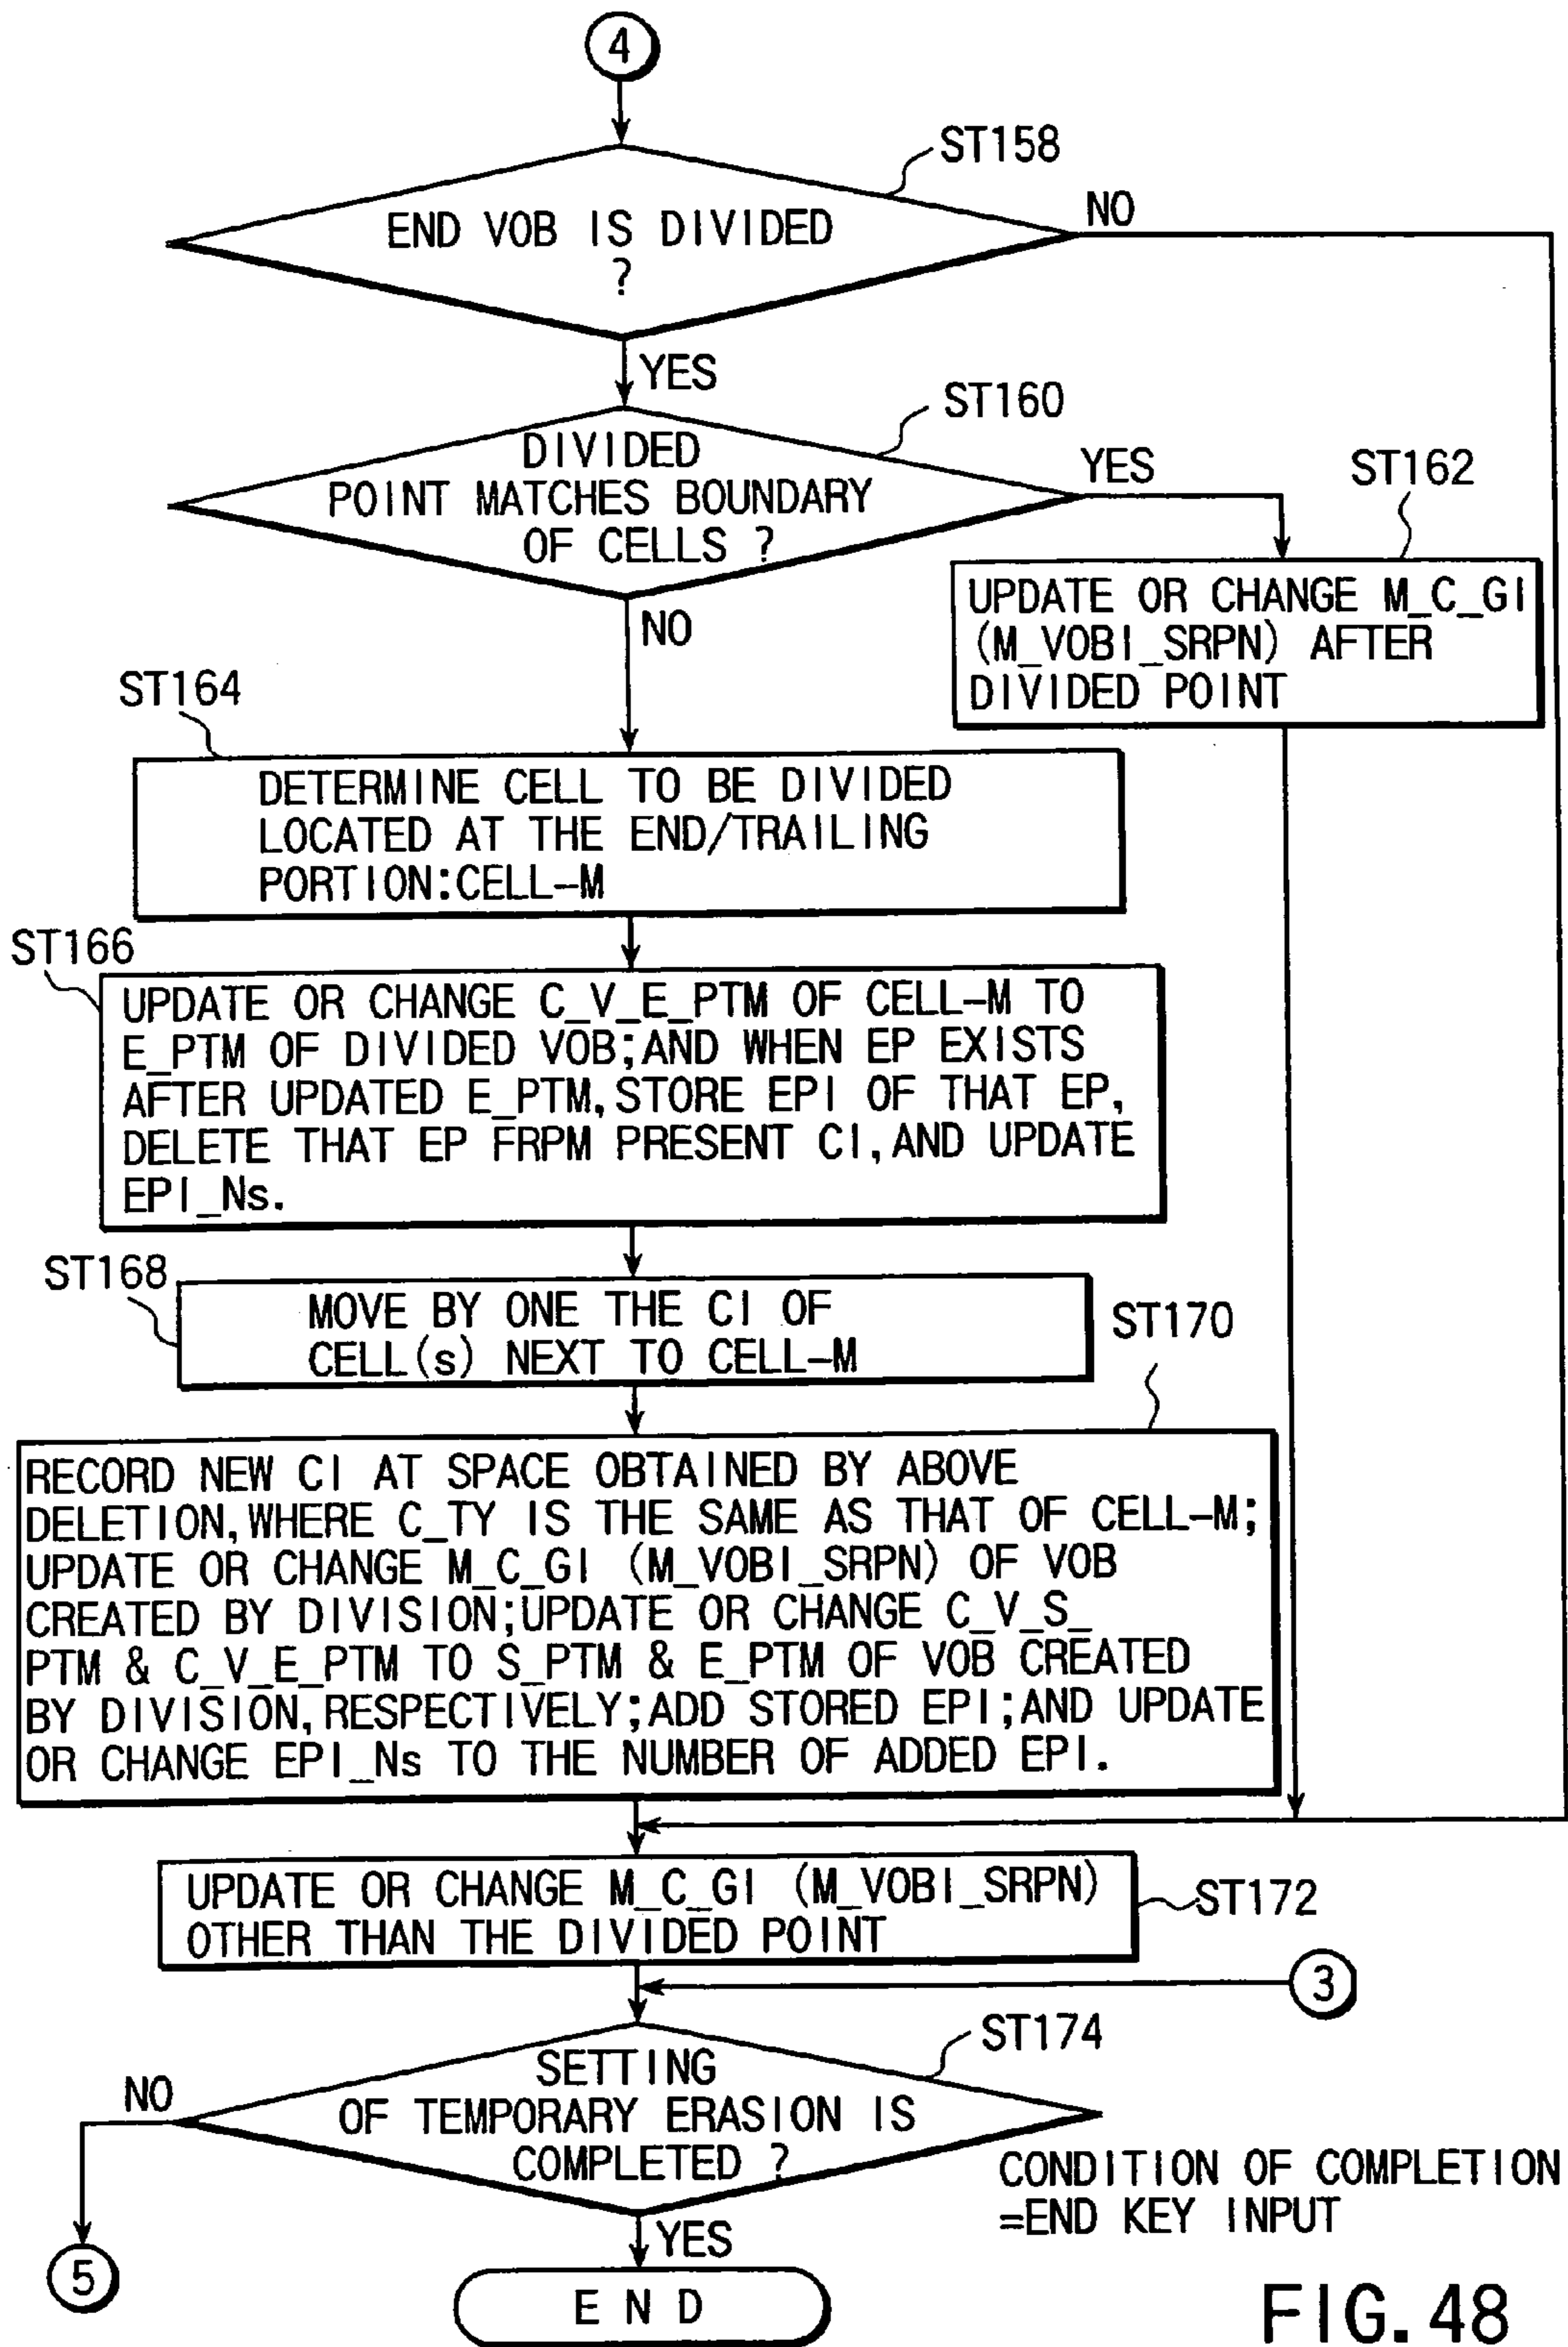 4
ST158
END VOB IS DIVIDED
?
NO
YES
ST160
DIVIDED
POINT MATCHES BOUNDARY
OF CELLS ?
YES
ST162
UPDATE OR CHANGE M_C_GI
(M_VOBI_SRPN) AFTER
DIVIDED POINT
NO
ST164
DETERMINE CELL TO BE DIVIDED
LOCATED AT THE END/TRAILING
PORTION:CELL-M
ST166
UPDATE OR CHANGE C_V_E_PTM OF CELL-M TO
E_PTM OF DIVIDED VOB;AND WHEN EP EXISTS
AFTER UPDATED E_PTM,STORE EPI OF THAT EP,
DELETE THAT EP FRPM PRESENT CI,AND UPDATE
EPI_Ns.
ST168
MOVE BY ONE THE CI OF
CELL(s) NEXT TO CELL-M
ST170
RECORD NEW CI AT SPACE OBTAINED BY ABOVE
DELETION,WHERE C_TY IS THE SAME AS THAT OF CELL-M;
UPDATE OR CHANGE M_C_GI (M_VOBI_SRPN) OF VOB
CREATED BY DIVISION;UPDATE OR CHANGE C_V_S_
PTM & C_V_E_PTM TO S_PTM & E_PTM OF VOB CREATED
BY DIVISION,RESPECTIVELY;ADD STORED EPI;AND UPDATE
OR CHANGE EPI_Ns TO THE NUMBER OF ADDED EPI.
UPDATE OR CHANGE M_C_GI (M_VOBI_SRPN)
OTHER THAN THE DIVIDED POINT
ST172
3
ST174
SETTING
OF TEMPORARY ERASION IS
COMPLETED ?
NO
CONDITION OF COMPLETION
=END KEY INPUT
5
YES
END
FIG. 48